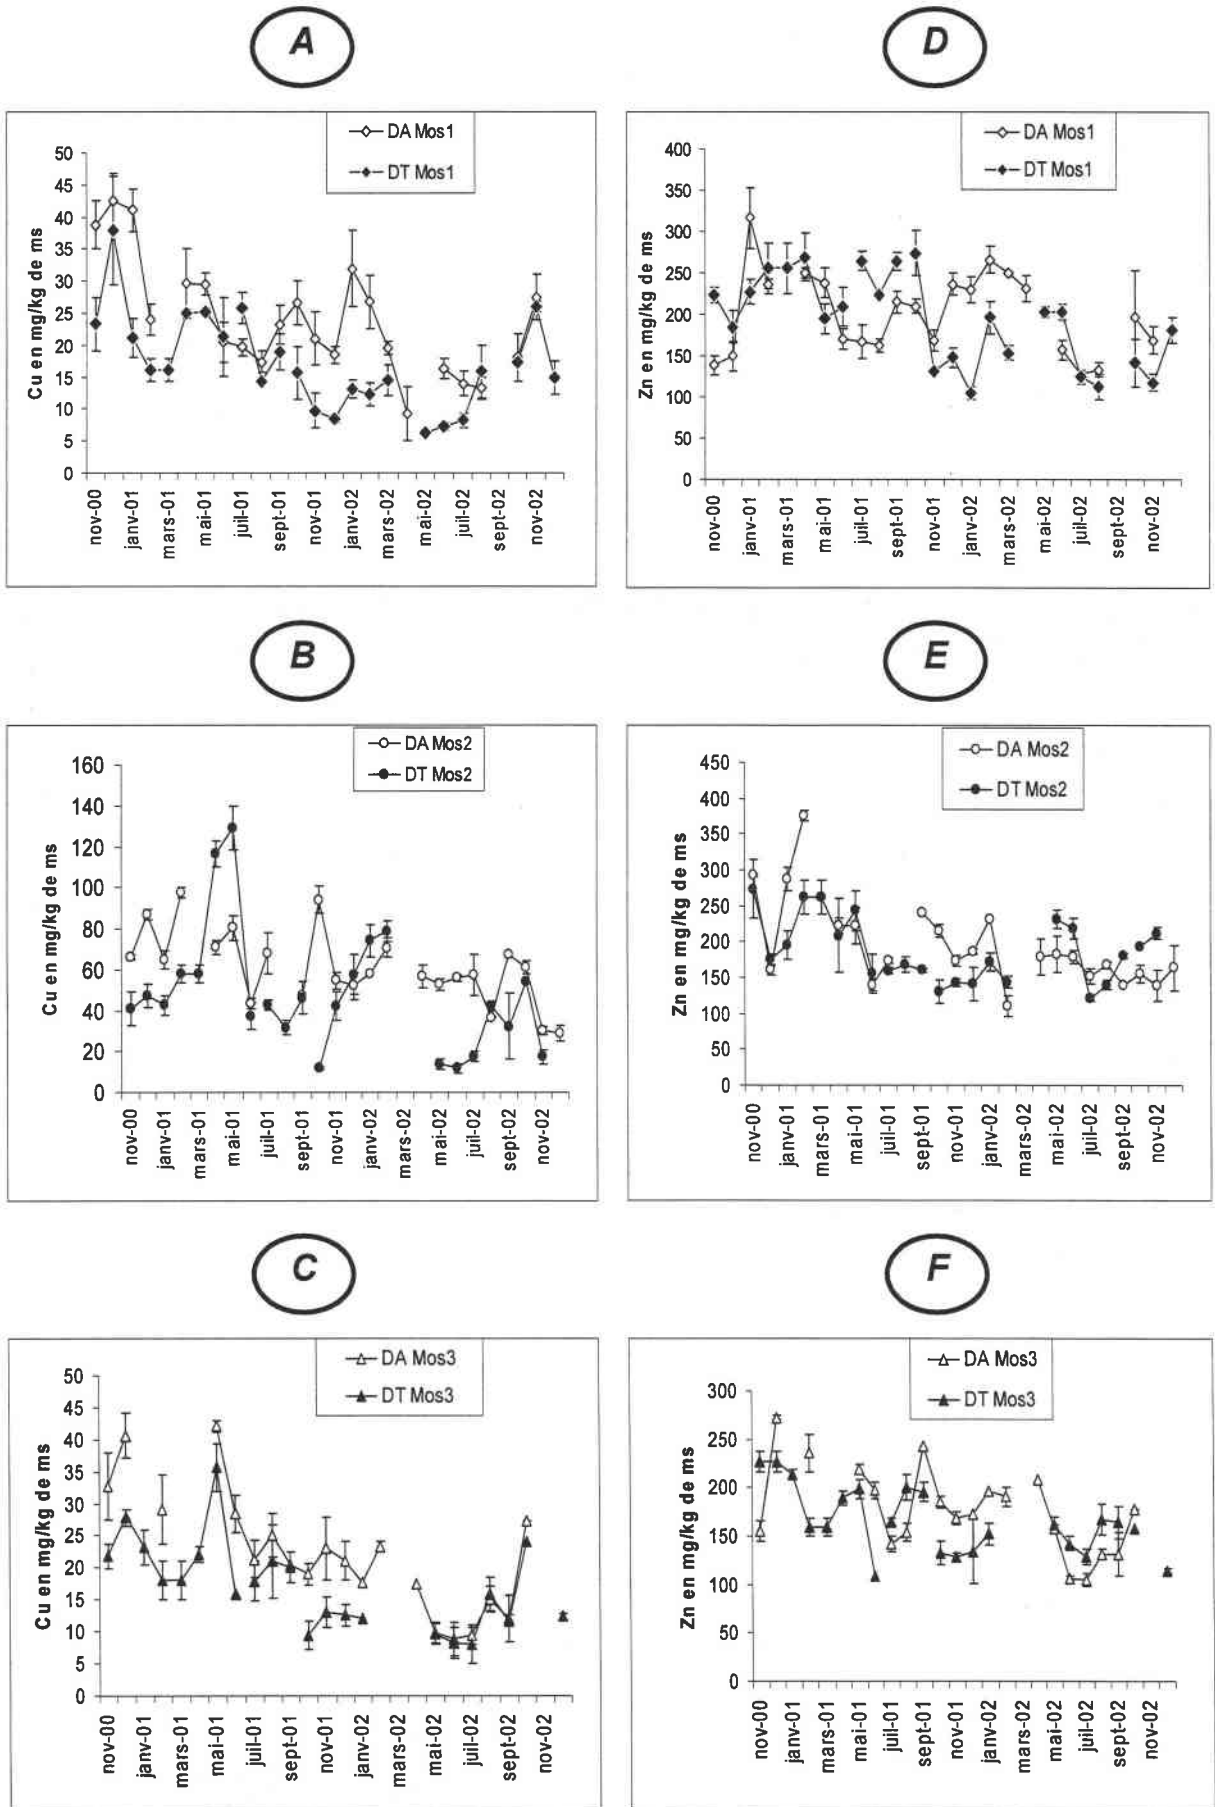 A
D
DA Mos1
DT Mos1
Cu en mg/kg de ms
50
45
40
35
30
25
20
15
10
5
0
nov-00
janv-01
mars-01
mai-01
juil-01
sept-01
nov-01
janv-02
mars-02
mai-02
juil-02
sept-02
nov-02
DA Mos1
DT Mos1
Zn en mg/kg de ms
400
350
300
250
200
150
100
50
0
nov-00
janv-01
mars-01
mai-01
juil-01
sept-01
nov-01
janv-02
mars-02
mai-02
juil-02
sept-02
nov-02
B
E
DA Mos2
DT Mos2
Cu en mg/kg de ms
160
140
120
100
80
60
40
20
0
nov-00
janv-01
mars-01
mai-01
juil-01
sept-01
nov-01
janv-02
mars-02
mai-02
juil-02
sept-02
nov-02
DA Mos2
DT Mos2
Zn en mg/kg de ms
450
400
350
300
250
200
150
100
50
0
nov-00
janv-01
mars-01
mai-01
juil-01
sept-01
nov-01
janv-02
mars-02
mai-02
juil-02
sept-02
nov-02
C
F
DA Mos3
DT Mos3
Cu en mg/kg de ms
50
45
40
35
30
25
20
15
10
5
0
nov-00
janv-01
mars-01
mai-01
juil-01
sept-01
nov-01
janv-02
mars-02
mai-02
juil-02
sept-02
nov-02
DA Mos3
DT Mos3
Zn en mg/kg de ms
300
250
200
150
100
50
0
nov-00
janv-01
mars-01
mai-01
juil-01
sept-01
nov-01
janv-02
mars-02
mai-02
juil-02
sept-02
nov-02